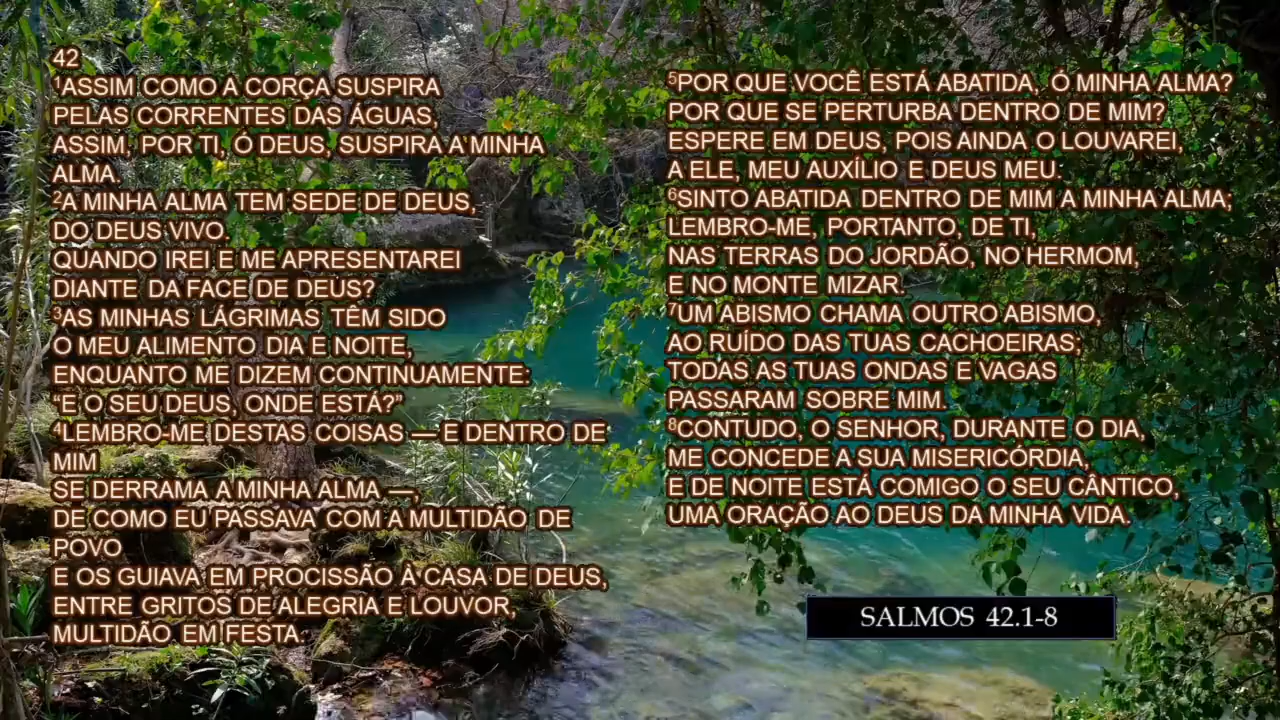 42
¹ASSIM COMO A CORÇA SUSPIRA
PELAS CORRENTES DAS ÁGUAS,
ASSIM, POR TI, Ó DEUS, SUSPIRA A MINHA
ALMA.
²A MINHA ALMA TEM SEDE DE DEUS,
DO DEUS VIVO.
QUANDO IREI E ME APRESENTAREI
DIANTE DA FACE DE DEUS?
³AS MINHAS LÁGRIMAS TÊM SIDO
O MEU ALIMENTO DIA E NOITE,
ENQUANTO ME DIZEM CONTINUAMENTE:
“E O SEU DEUS, ONDE ESTÁ?”
⁴LEMBRO-ME DESTAS COISAS — E DENTRO DE
MIM
SE DERRAMA A MINHA ALMA —,
DE COMO EU PASSAVA COM A MULTIDÃO DE
POVO
E OS GUIAVA EM PROCISSÃO À CASA DE DEUS,
ENTRE GRITOS DE ALEGRIA E LOUVOR,
MULTIDÃO EM FESTA.
⁵POR QUE VOCÊ ESTÁ ABATIDA, Ó MINHA ALMA?
POR QUE SE PERTURBA DENTRO DE MIM?
ESPERE EM DEUS, POIS AINDA O LOUVAREI,
A ELE, MEU AUXÍLIO E DEUS MEU.
⁶SINTO ABATIDA DENTRO DE MIM A MINHA ALMA;
LEMBRO-ME, PORTANTO, DE TI,
NAS TERRAS DO JORDÃO, NO HERMOM,
E NO MONTE MIZAR.
⁷UM ABISMO CHAMA OUTRO ABISMO,
AO RUÍDO DAS TUAS CACHOEIRAS;
TODAS AS TUAS ONDAS E VAGAS
PASSARAM SOBRE MIM.
⁸CONTUDO, O SENHOR, DURANTE O DIA,
ME CONCEDE A SUA MISERICÓRDIA,
E DE NOITE ESTÁ COMIGO O SEU CÂNTICO,
UMA ORAÇÃO AO DEUS DA MINHA VIDA.
SALMOS 42.1-8